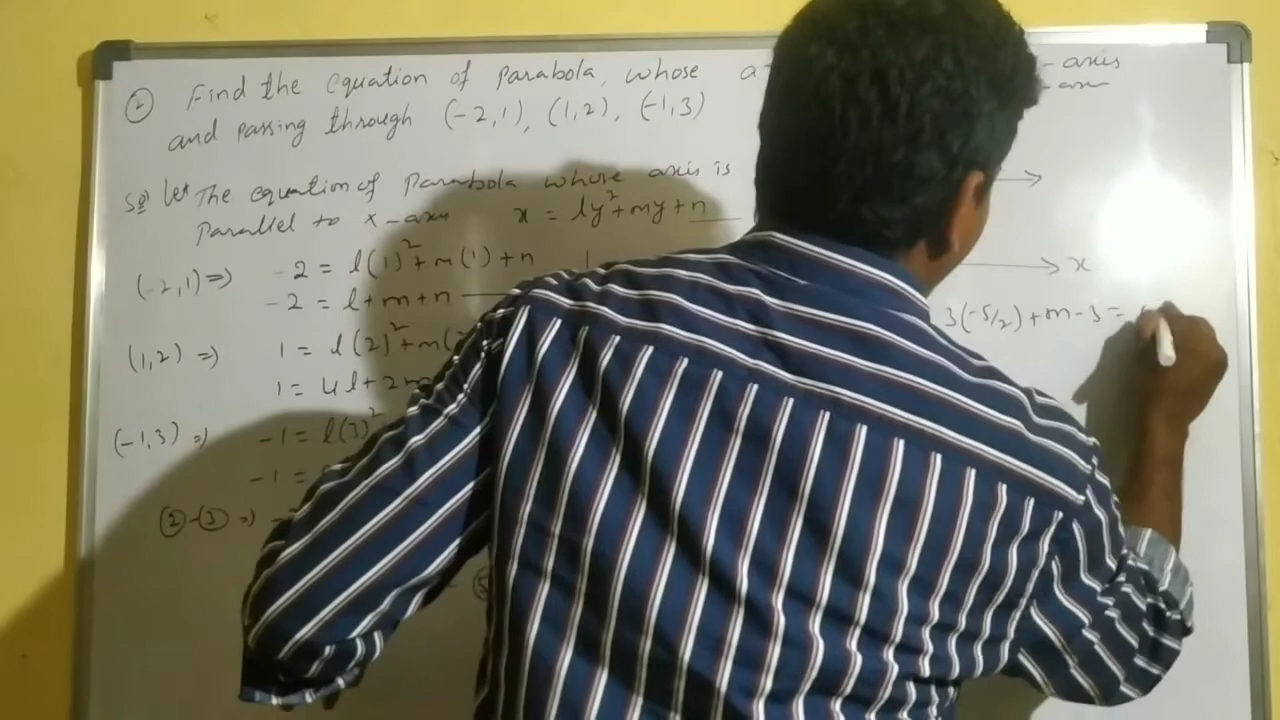 ② Find the equation of Parabola, whose a -axis
and passing through (-2,1), (1,2), (-1,3)
Sol Let The equation of Parabola whose axis is
Parallel to x-axis x = ly²+my+n
(-2,1) => -2 = l(1)²+m(1)+n
-2 = l+m+n
(1,2) => 1 = l(2)²+m(
1 = 4l+2m
(-1,3) => -1 = l(3)²
-1 =
②-③ =>
x
3(-5/2)+m-3 =